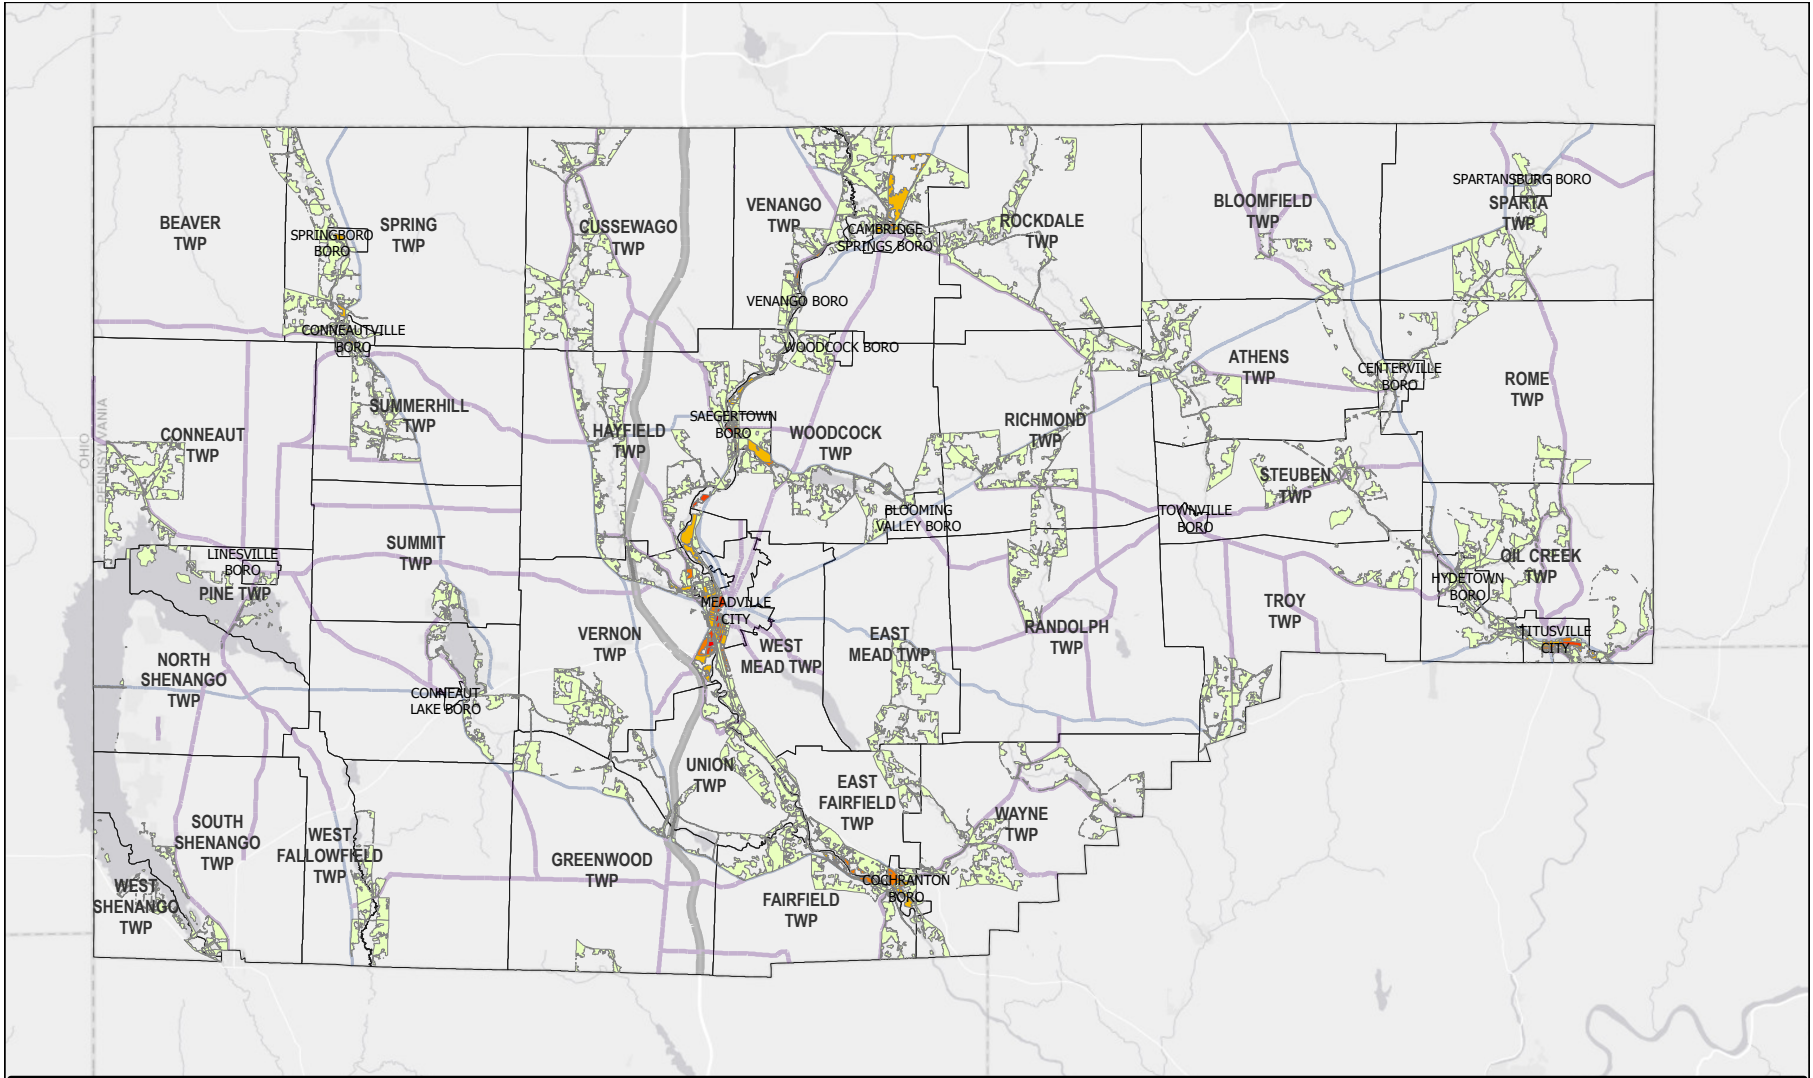 BEAVER
TWP
SPRINGBORO
BORO
SPRING
TWP
CUSSEWAGO
TWP
VENANGO
TWP
CAMBRIDGE
SPRINGS BORO
ROCKDALE
TWP
BLOOMFIELD
TWP
SPARTANSBURG BORO
SPARTA
TWP
VENANGO BORO
CONNEAUTVILLE
BORO
WOODCOCK BORO
ATHENS
TWP
CENTERVILLE
BORO
ROME
TWP
OHIO
PENNSYLVANIA
CONNEAUT
TWP
SUMMERHILL
TWP
HAYFIELD
TWP
SAEGERTOWN
BORO
WOODCOCK
TWP
RICHMOND
TWP
STEUBEN
TWP
BLOOMING
VALLEY BORO
TOWNVILLE
BORO
LINESVILLE
BORO
PINE TWP
SUMMIT
TWP
OIL CREEK
TWP
HYDETOWN
BORO
MEADVILLE
CITY
VERNON
TWP
WEST
MEAD TWP
EAST
MEAD TWP
RANDOLPH
TWP
TROY
TWP
TITUSVILLE
CITY
NORTH
SHENANGO
TWP
CONNEAUT
LAKE BORO
UNION
TWP
EAST
FAIRFIELD
TWP
WAYNE
TWP
SOUTH
SHENANGO
TWP
WEST
FALLOWFIELD
TWP
GREENWOOD
TWP
COCHRANTON
BORO
FAIRFIELD
TWP
WEST
SHENANGO
TWP